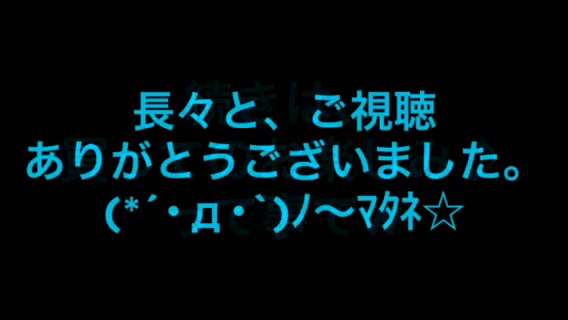 長々と、ご視聴
ありがとうございました。
(*´・д・`)ﾉ～ﾏﾀﾈ☆